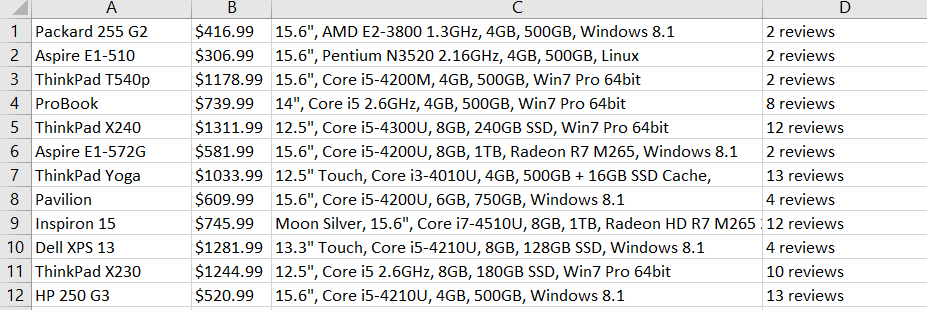 A B C D
1 Packard 255 G2 $416.99 15.6", AMD E2-3800 1.3GHz, 4GB, 500GB, Windows 8.1 2 reviews
2 Aspire E1-510 $306.99 15.6", Pentium N3520 2.16GHz, 4GB, 500GB, Linux 2 reviews
3 ThinkPad T540p $1178.99 15.6", Core i5-4200M, 4GB, 500GB, Win7 Pro 64bit 2 reviews
4 ProBook $739.99 14", Core i5 2.6GHz, 4GB, 500GB, Win7 Pro 64bit 8 reviews
5 ThinkPad X240 $1311.99 12.5", Core i5-4300U, 8GB, 240GB SSD, Win7 Pro 64bit 12 reviews
6 Aspire E1-572G $581.99 15.6", Core i5-4200U, 8GB, 1TB, Radeon R7 M265, Windows 8.1 2 reviews
7 ThinkPad Yoga $1033.99 12.5" Touch, Core i3-4010U, 4GB, 500GB + 16GB SSD Cache, 13 reviews
8 Pavilion $609.99 15.6", Core i5-4200U, 6GB, 750GB, Windows 8.1 4 reviews
9 Inspiron 15 $745.99 Moon Silver, 15.6", Core i7-4510U, 8GB, 1TB, Radeon HD R7 M265 12 reviews
10 Dell XPS 13 $1281.99 13.3" Touch, Core i5-4210U, 8GB, 128GB SSD, Windows 8.1 4 reviews
11 ThinkPad X230 $1244.99 12.5", Core i5 2.6GHz, 8GB, 180GB SSD, Win7 Pro 64bit 10 reviews
12 HP 250 G3 $520.99 15.6", Core i5-4210U, 4GB, 500GB, Windows 8.1 13 reviews